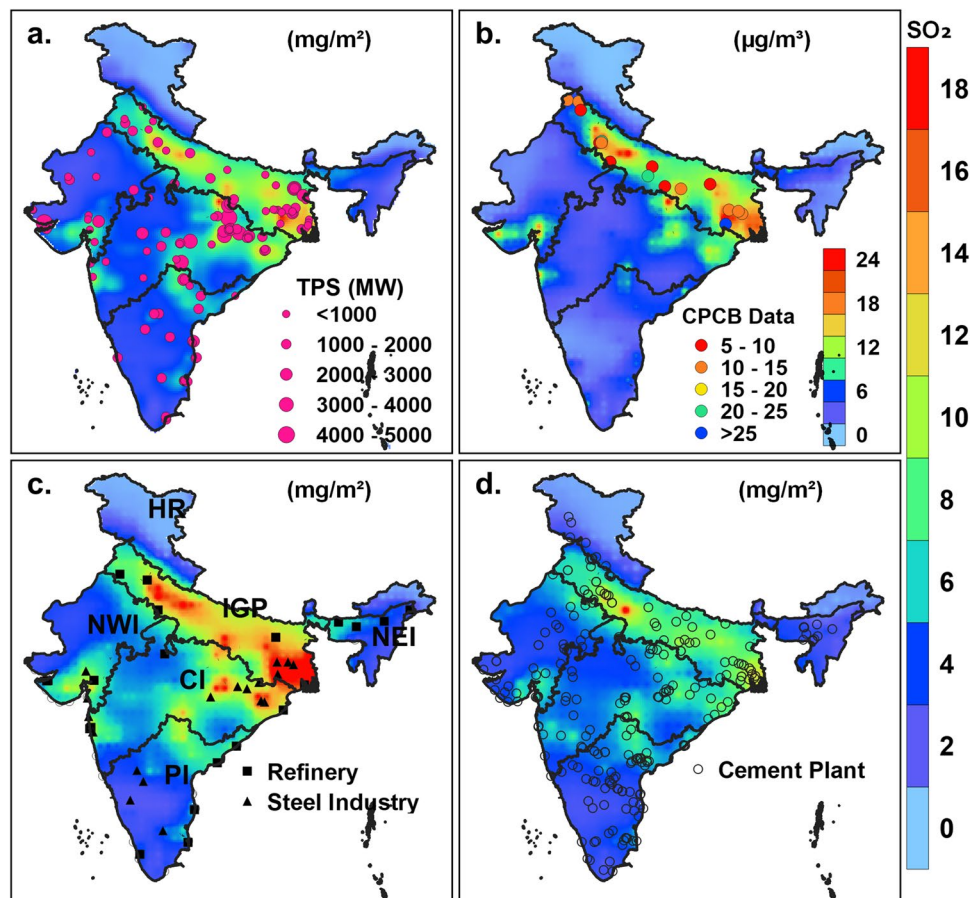 a.
(mg/m²)
TPS (MW)
<1000
1000 - 2000
2000 - 3000
3000 - 4000
4000 - 5000
b.
(µg/m³)
CPCB Data
5 - 10
10 - 15
15 - 20
20 - 25
>25
24
18
12
6
0
SO₂
18
16
14
12
10
8
6
4
2
0
c.
(mg/m²)
HR
IGP
NWI
NEI
CI
PI
Refinery
Steel Industry
d.
(mg/m²)
Cement Plant